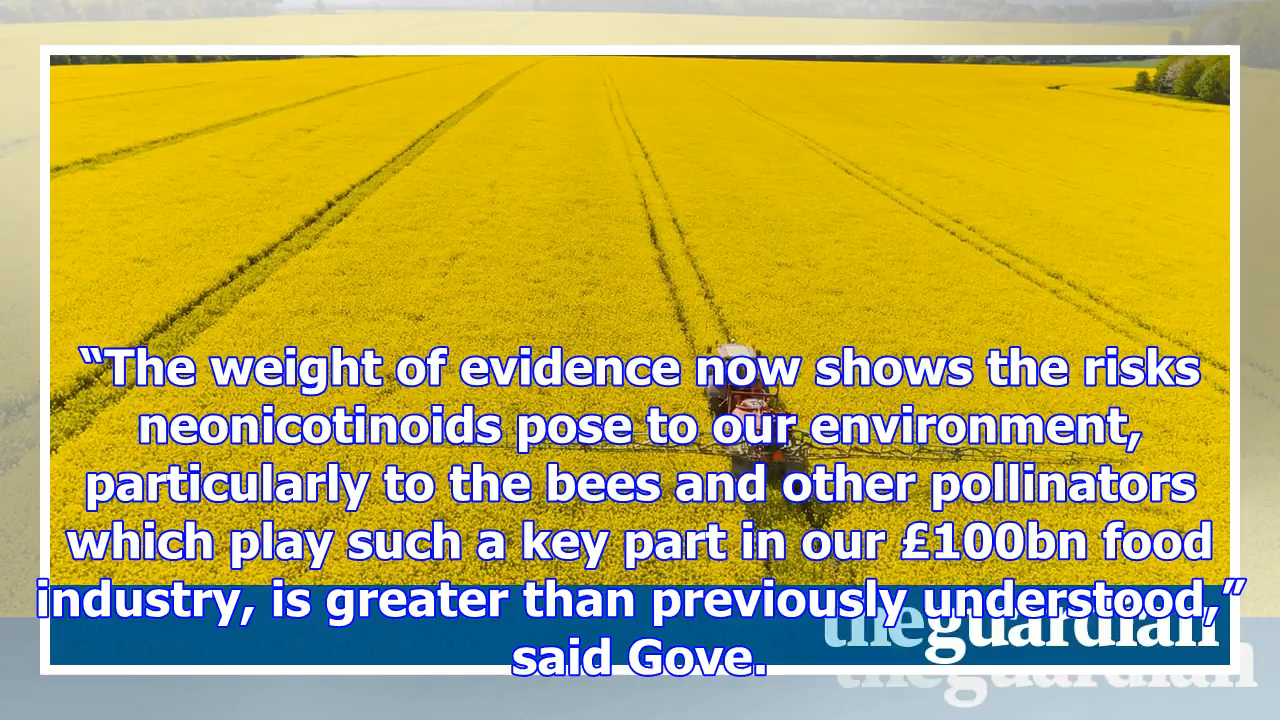 “The weight of evidence now shows the risks
neonicotinoids pose to our environment,
particularly to the bees and other pollinators
which play such a key part in our £100bn food
industry, is greater than previously understood,”
said Gove.
theguardian
theguardian